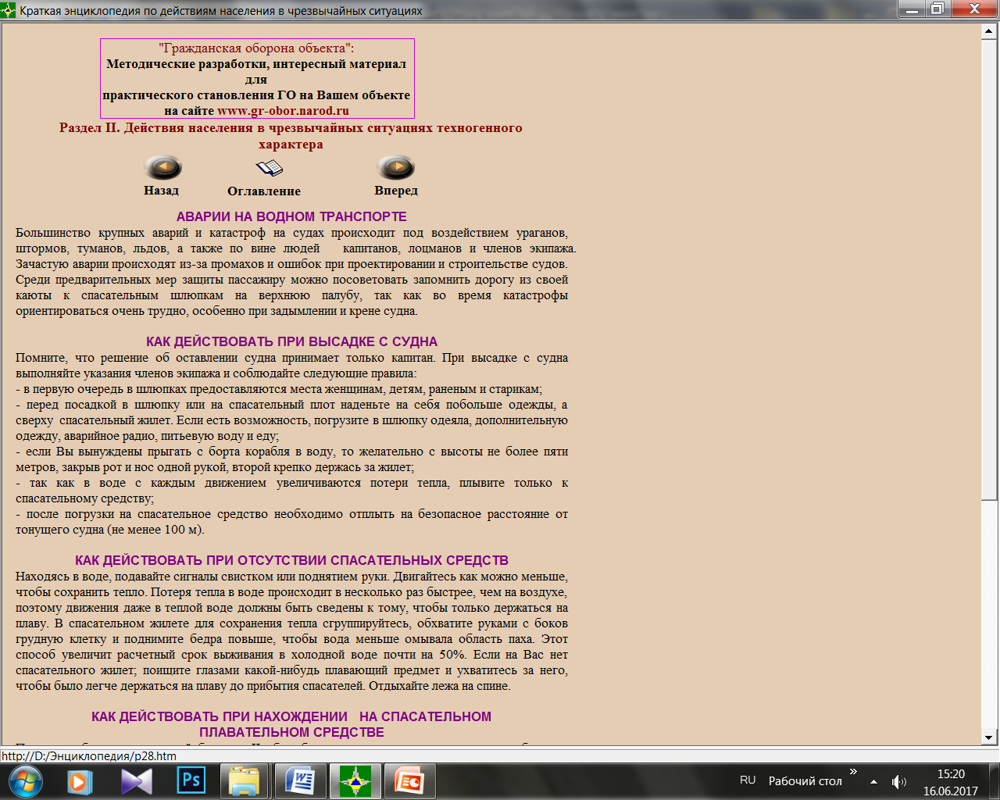 Краткая энциклопедия по действиям населения в чрезвычайных ситуациях
"Гражданская оборона объекта":
Методические разработки, интересный материал
для
практического становления ГО на Вашем объекте
на сайте www.gr-obor.narod.ru
Раздел II. Действия населения в чрезвычайных ситуациях техногенного
характера
Назад Оглавление Вперед
АВАРИИ НА ВОДНОМ ТРАНСПОРТЕ
Большинство крупных аварий и катастроф на судах происходит под воздействием ураганов,
штормов, туманов, льдов, а также по вине людей капитанов, лоцманов и членов экипажа.
Зачастую аварии происходят из-за промахов и ошибок при проектировании и строительстве судов.
Среди предварительных мер защиты пассажиру можно посоветовать запомнить дорогу из своей
каюты к спасательным шлюпкам на верхнюю палубу, так как во время катастрофы
ориентироваться очень трудно, особенно при задымлении и крене судна.
КАК ДЕЙСТВОВАТЬ ПРИ ВЫСАДКЕ С СУДНА
Помните, что решение об оставлении судна принимает только капитан. При высадке с судна
выполняйте указания членов экипажа и соблюдайте следующие правила:
- в первую очередь в шлюпках предоставляются места женщинам, детям, раненым и старикам;
- перед посадкой в шлюпку или на спасательный плот наденьте на себя побольше одежды, а
сверху спасательный жилет. Если есть возможность, погрузите в шлюпку одеяла, дополнительную
одежду, аварийное радио, питьевую воду и еду;
- если Вы вынуждены прыгать с борта корабля в воду, то желательно с высоты не более пяти
метров, закрыв рот и нос одной рукой, второй крепко держась за жилет;
- так как в воде с каждым движением увеличиваются потери тепла, плывите только к
спасательному средству;
- после погрузки на спасательное средство необходимо отплыть на безопасное расстояние от
тонущего судна (не менее 100 м).
КАК ДЕЙСТВОВАТЬ ПРИ ОТСУТСТВИИ СПАСАТЕЛЬНЫХ СРЕДСТВ
Находясь в воде, подавайте сигналы свистком или поднятием руки. Двигайтесь как можно меньше,
чтобы сохранить тепло. Потеря тепла в воде происходит в несколько раз быстрее, чем на воздухе,
поэтому движения даже в теплой воде должны быть сведены к тому, чтобы только держаться на
плаву. В спасательном жилете для сохранения тепла сгруппируйтесь, обхватите руками с боков
грудную клетку и поднимите бедра повыше, чтобы вода меньше омывала область паха. Этот
способ увеличит расчетный срок выживания в холодной воде почти на 50%. Если на Вас нет
спасательного жилет; поищите глазами какой-нибудь плавающий предмет и ухватитесь за него,
чтобы было легче держаться на плаву до прибытия спасателей. Отдыхайте лежа на спине.
КАК ДЕЙСТВОВАТЬ ПРИ НАХОЖДЕНИИ НА СПАСАТЕЛЬНОМ
ПЛАВАТЕЛЬНОМ СРЕДСТВЕ
http://D:/Энциклопедия/p28.htm
Ps
RU Рабочий стол » 15:20
16.06.2017